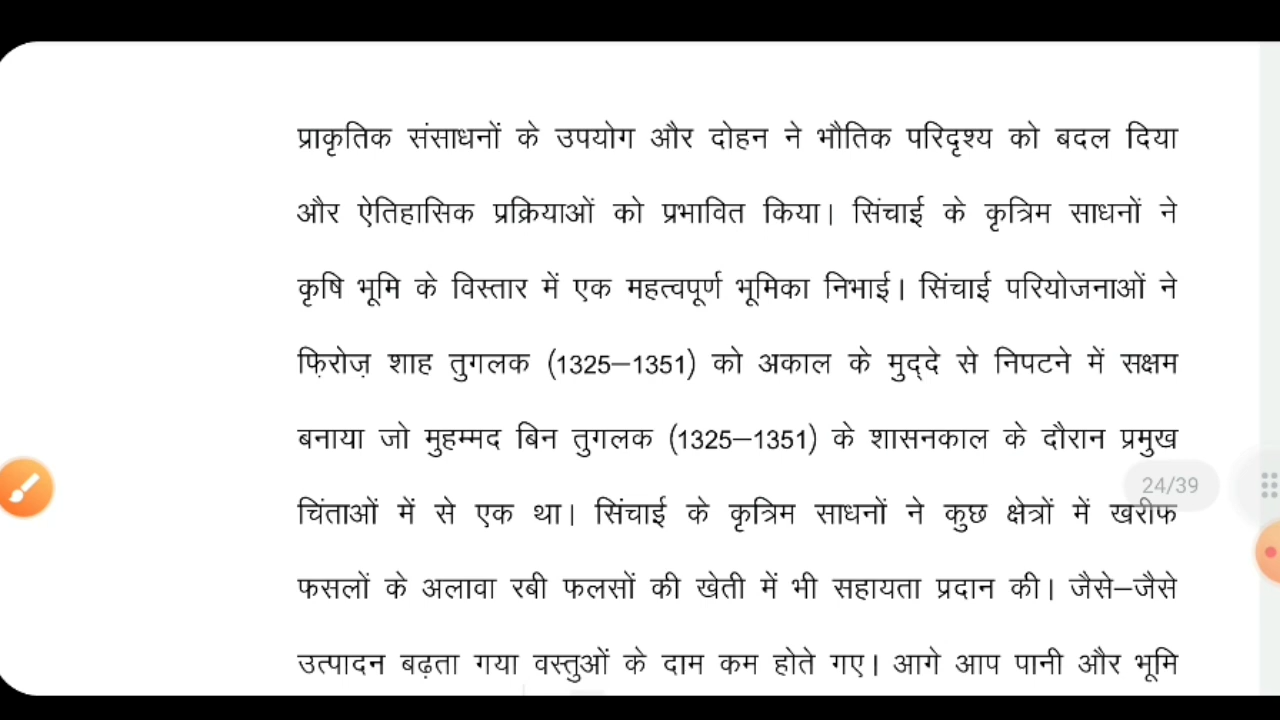 प्राकृतिक संसाधनों के उपयोग और दोहन ने भौतिक परिदृश्य को बदल दिया
और ऐतिहासिक प्रक्रियाओं को प्रभावित किया। सिंचाई के कृत्रिम साधनों ने
कृषि भूमि के विस्तार में एक महत्वपूर्ण भूमिका निभाई। सिंचाई परियोजनाओं ने
फ़िरोज़ शाह तुगलक (1325–1351) को अकाल के मुद्दे से निपटने में सक्षम
बनाया जो मुहम्मद बिन तुगलक (1325–1351) के शासनकाल के दौरान प्रमुख
24/39
चिंताओं में से एक था। सिंचाई के कृत्रिम साधनों ने कुछ क्षेत्रों में खरीफ
फसलों के अलावा रबी फलसों की खेती में भी सहायता प्रदान की। जैसे–जैसे
उत्पादन बढ़ता गया वस्तुओं के दाम कम होते गए। आगे आप पानी और भूमि